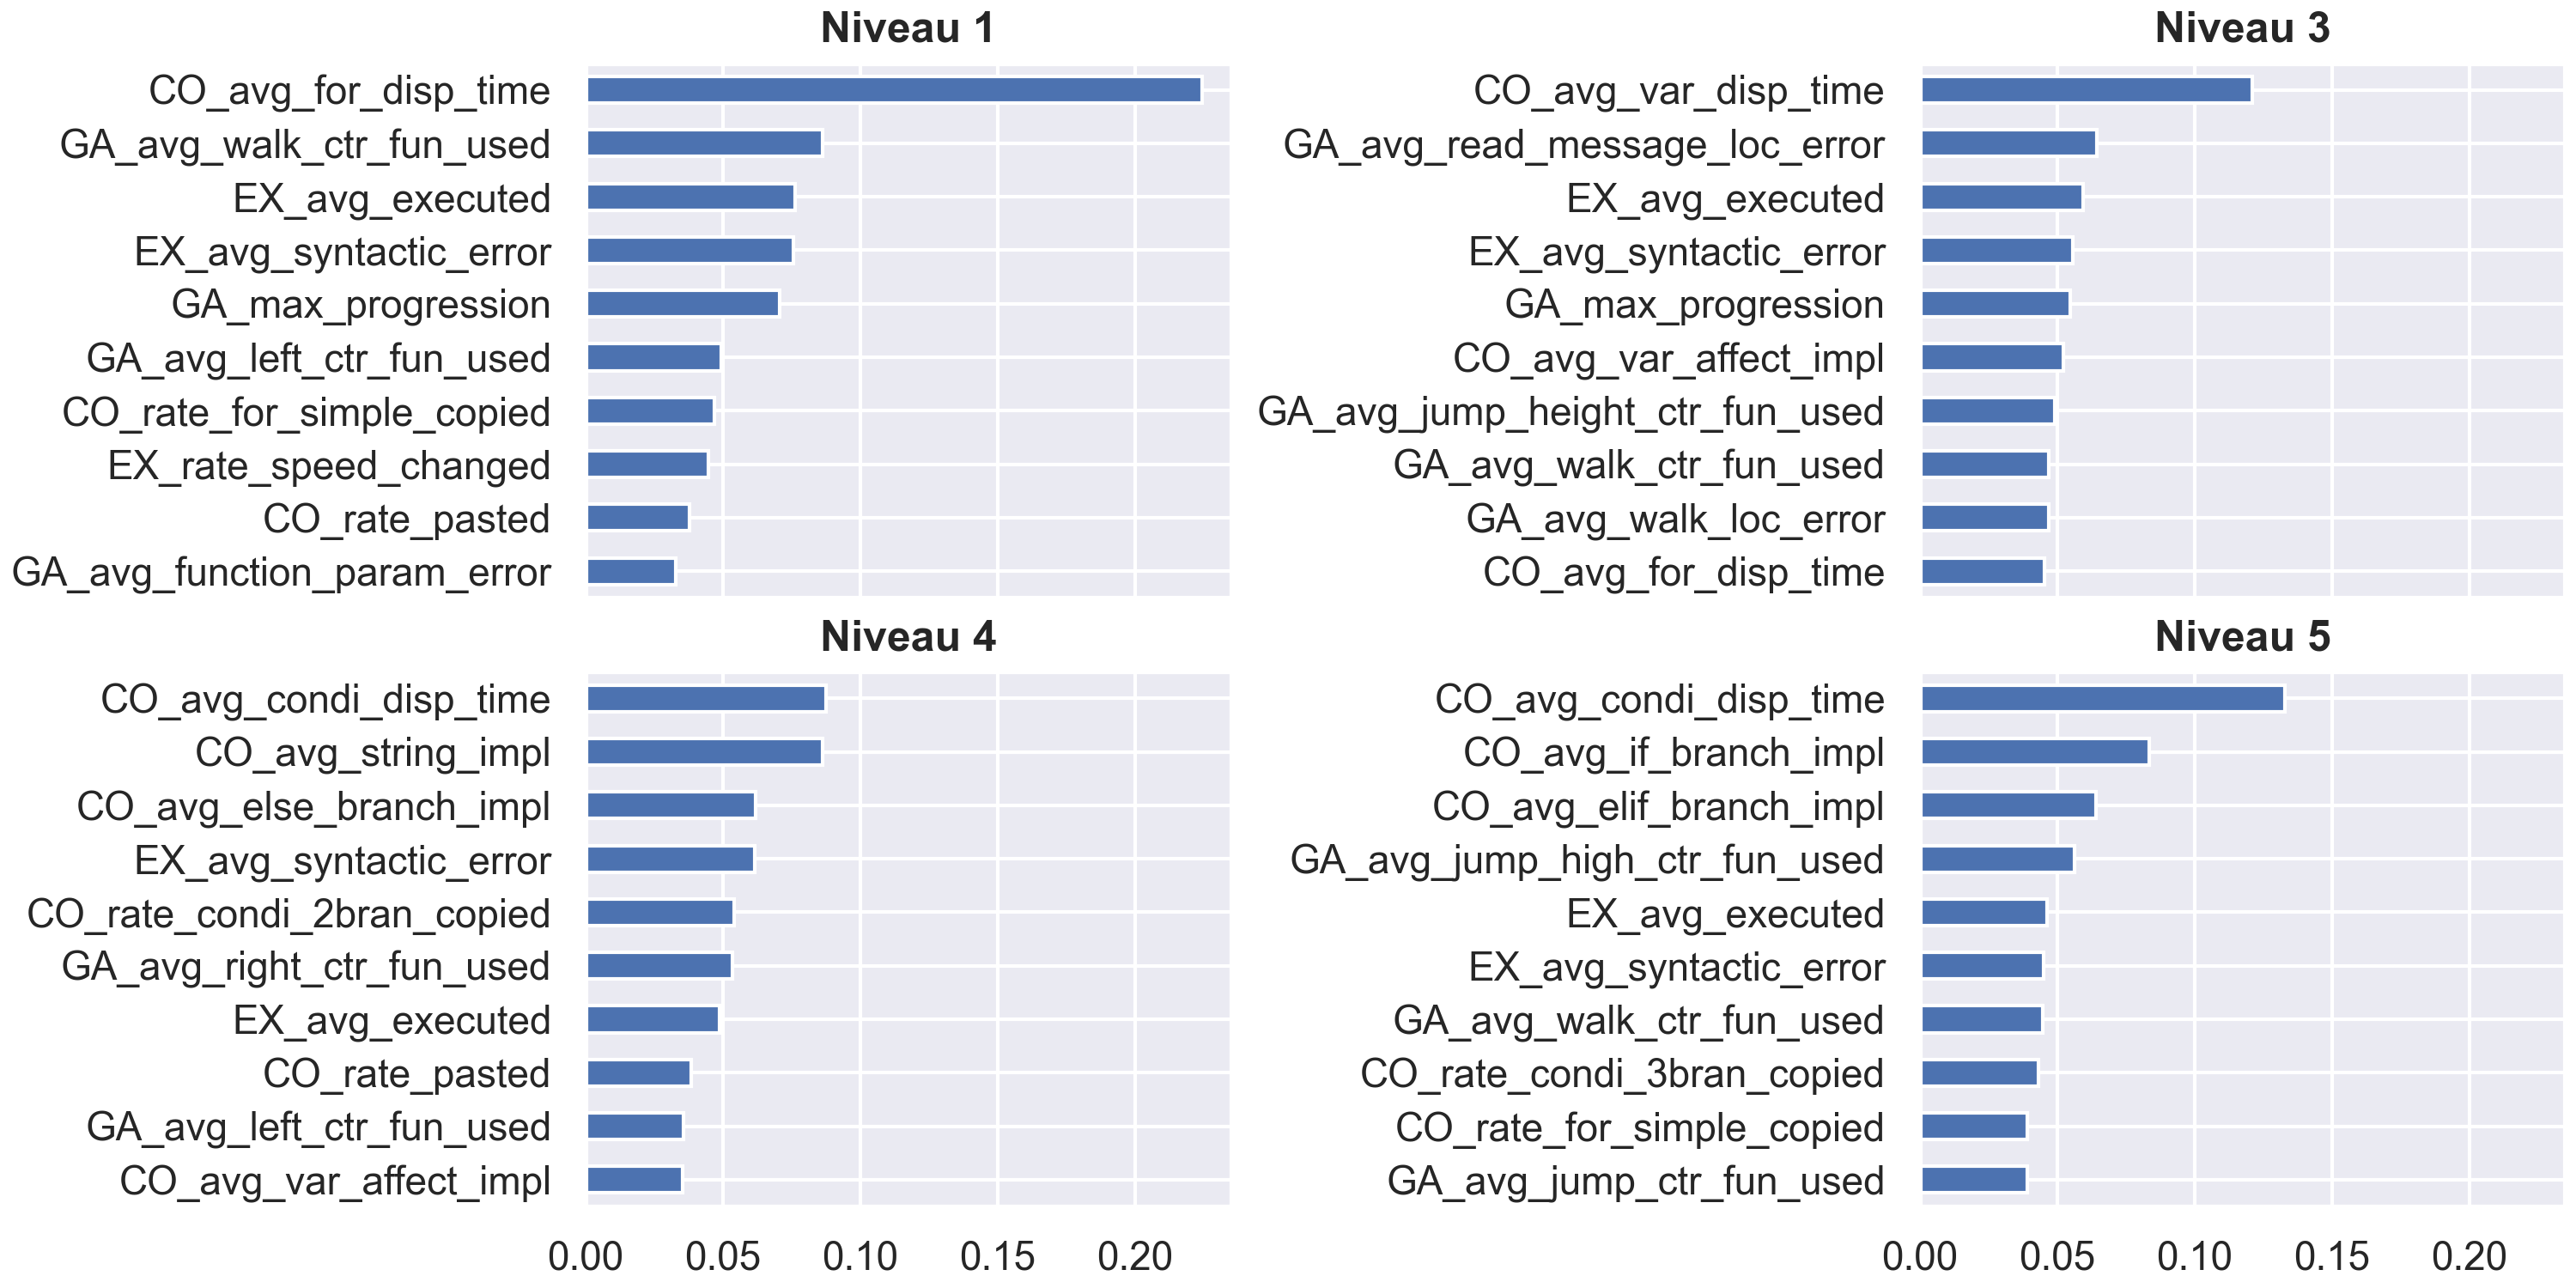 Niveau 1
CO_avg_for_disp_time
GA_avg_walk_ctr_fun_used
EX_avg_executed
EX_avg_syntactic_error
GA_max_progression
GA_avg_left_ctr_fun_used
CO_rate_for_simple_copied
EX_rate_speed_changed
CO_rate_pasted
GA_avg_function_param_error
Niveau 3
CO_avg_var_disp_time
GA_avg_read_message_loc_error
EX_avg_executed
EX_avg_syntactic_error
GA_max_progression
CO_avg_var_affect_impl
GA_avg_jump_height_ctr_fun_used
GA_avg_walk_ctr_fun_used
GA_avg_walk_loc_error
CO_avg_for_disp_time
Niveau 4
CO_avg_condi_disp_time
CO_avg_string_impl
CO_avg_else_branch_impl
EX_avg_syntactic_error
CO_rate_condi_2bran_copied
GA_avg_right_ctr_fun_used
EX_avg_executed
CO_rate_pasted
GA_avg_left_ctr_fun_used
CO_avg_var_affect_impl
0.00 0.05 0.10 0.15 0.20
Niveau 5
CO_avg_condi_disp_time
CO_avg_if_branch_impl
CO_avg_elif_branch_impl
GA_avg_jump_high_ctr_fun_used
EX_avg_executed
EX_avg_syntactic_error
GA_avg_walk_ctr_fun_used
CO_rate_condi_3bran_copied
CO_rate_for_simple_copied
GA_avg_jump_ctr_fun_used
0.00 0.05 0.10 0.15 0.20